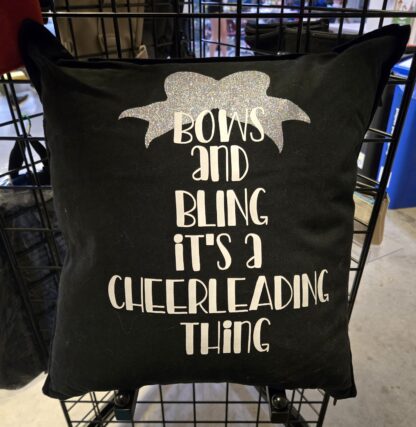 BOWS
and
BLING
iT'S a
CHEERLEADING
THiNG